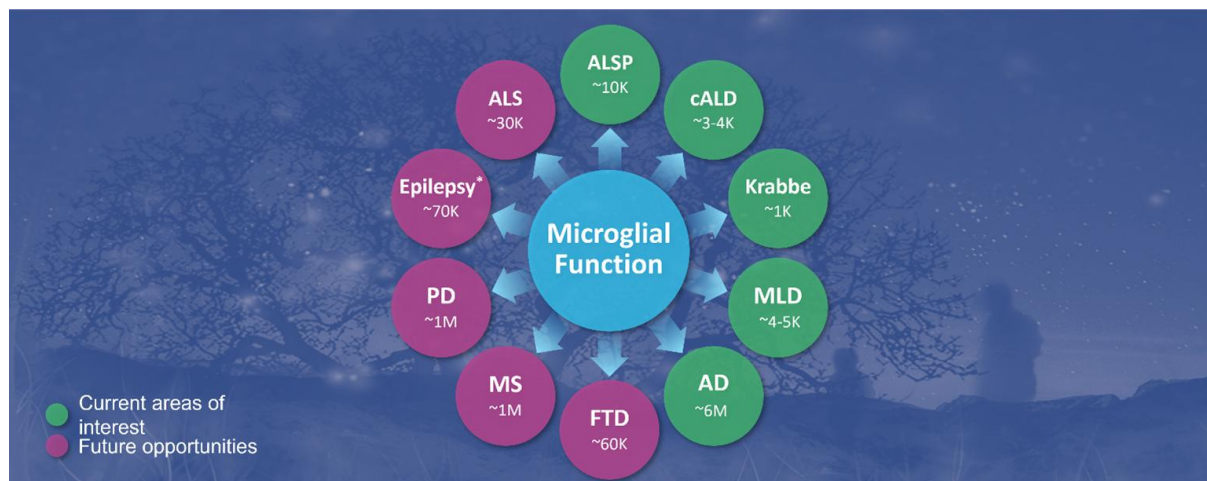 ALSP
~10K
cALD
~3-4K
Krabbe
~1K
MLD
~4-5K
AD
~6M
FTD
~60K
MS
~1M
PD
~1M
Epilepsy*
~70K
ALS
~30K
Microglial
Function
Current areas of
interest
Future opportunities